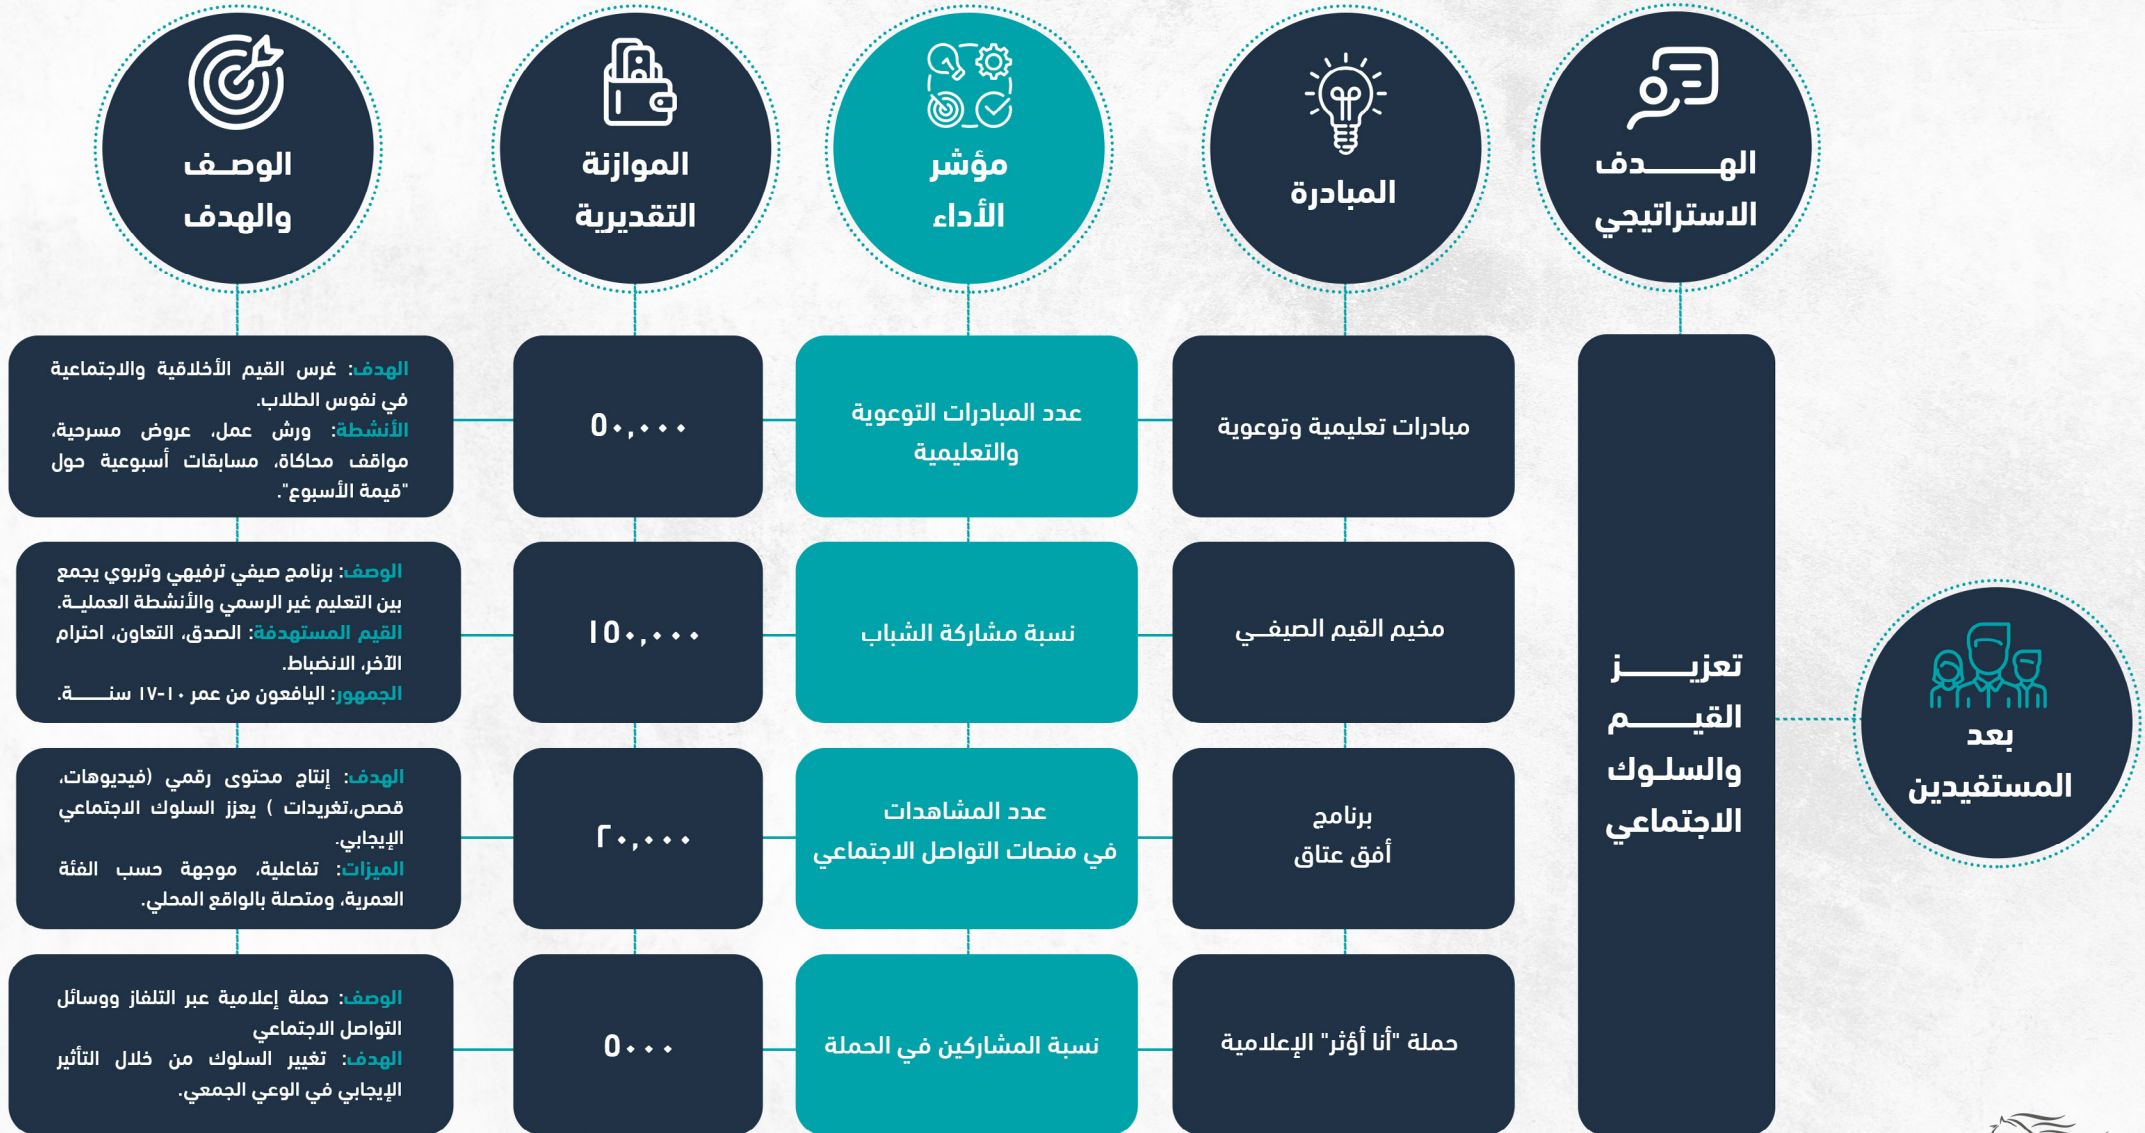 الهـــــدف
الاستراتيجي
المبادرة
مؤشر
الأداء
الموازنة
التقديرية
الوصـف
والهدف
بعد
المستفيدين
تعزيـــــز
القيـــــم
والسلـوك
الاجتماعي
مبادرات تعليمية وتوعوية
عدد المبادرات التوعوية
والتعليمية
٥٠,٠٠٠
الهدف: غرس القيم الأخلاقية والاجتماعية
في نفوس الطلاب.
الأنشطة: ورش عمل، عروض مسرحية،
مواقف محاكاة، مسابقات أسبوعية حول
"قيمة الأسبوع".
مخيم القيم الصيفــي
نسبة مشاركة الشباب
١٥٠,٠٠٠
الوصف: برنامج صيفي ترفيهي وتربوي يجمع
بين التعليم غير الرسمي والأنشطة العمليـة.
القيم المستهدفة: الصدق، التعاون، احترام
الآخر، الانضباط.
الجمهور: اليافعون من عمر ١٠-١٧ سنـــــة.
برنامج
أفق عتاق
عدد المشاهدات
في منصات التواصل الاجتماعي
٢٠,٠٠٠
الهدف: إنتاج محتوى رقمي (فيديوهات،
قصص،تغريدات ) يعزز السلوك الاجتماعي
الإيجابي.
الميزات: تفاعلية، موجهة حسب الفئة
العمرية، ومتصلة بالواقع المحلي.
حملة "أنا أؤثر" الإعلامية
نسبة المشاركين في الحملة
٥٠٠٠
الوصف: حملة إعلامية عبر التلفاز ووسائل
التواصل الاجتماعي
الهدف: تغيير السلوك من خلال التأثير
الإيجابي في الوعي الجمعي.